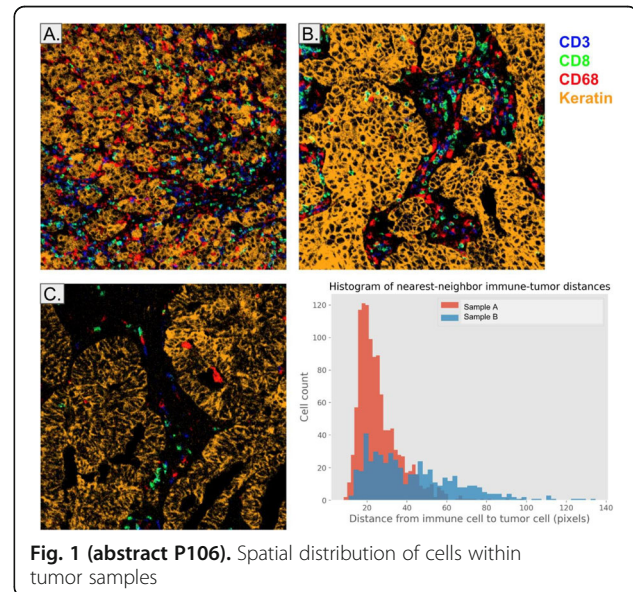 A.
B.
CD3
CD8
CD68
Keratin
C.
Histogram of nearest-neighbor immune-tumor distances
Sample A
Sample B
Cell count
120
100
80
60
40
20
0
20 40 60 80 100 120 140
Distance from immune cell to tumor cell (pixels)
Fig. 1 (abstract P106). Spatial distribution of cells within
tumor samples